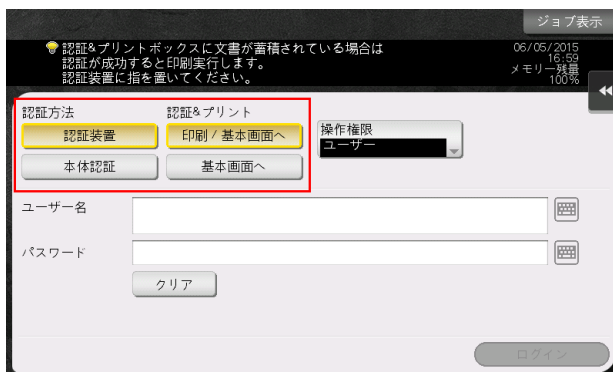 ジョブ表示
認証&プリントボックスに文書が蓄積されている場合は
認証が成功すると印刷実行します。
認証装置に指を置いてください。
06/05/2015
16:59
メモリー残量
100%
認証方法
認証&プリント
認証装置
印刷 / 基本画面へ
操作権限
ユーザー
本体認証
基本画面へ
ユーザー名
パスワード
クリア
ログイン